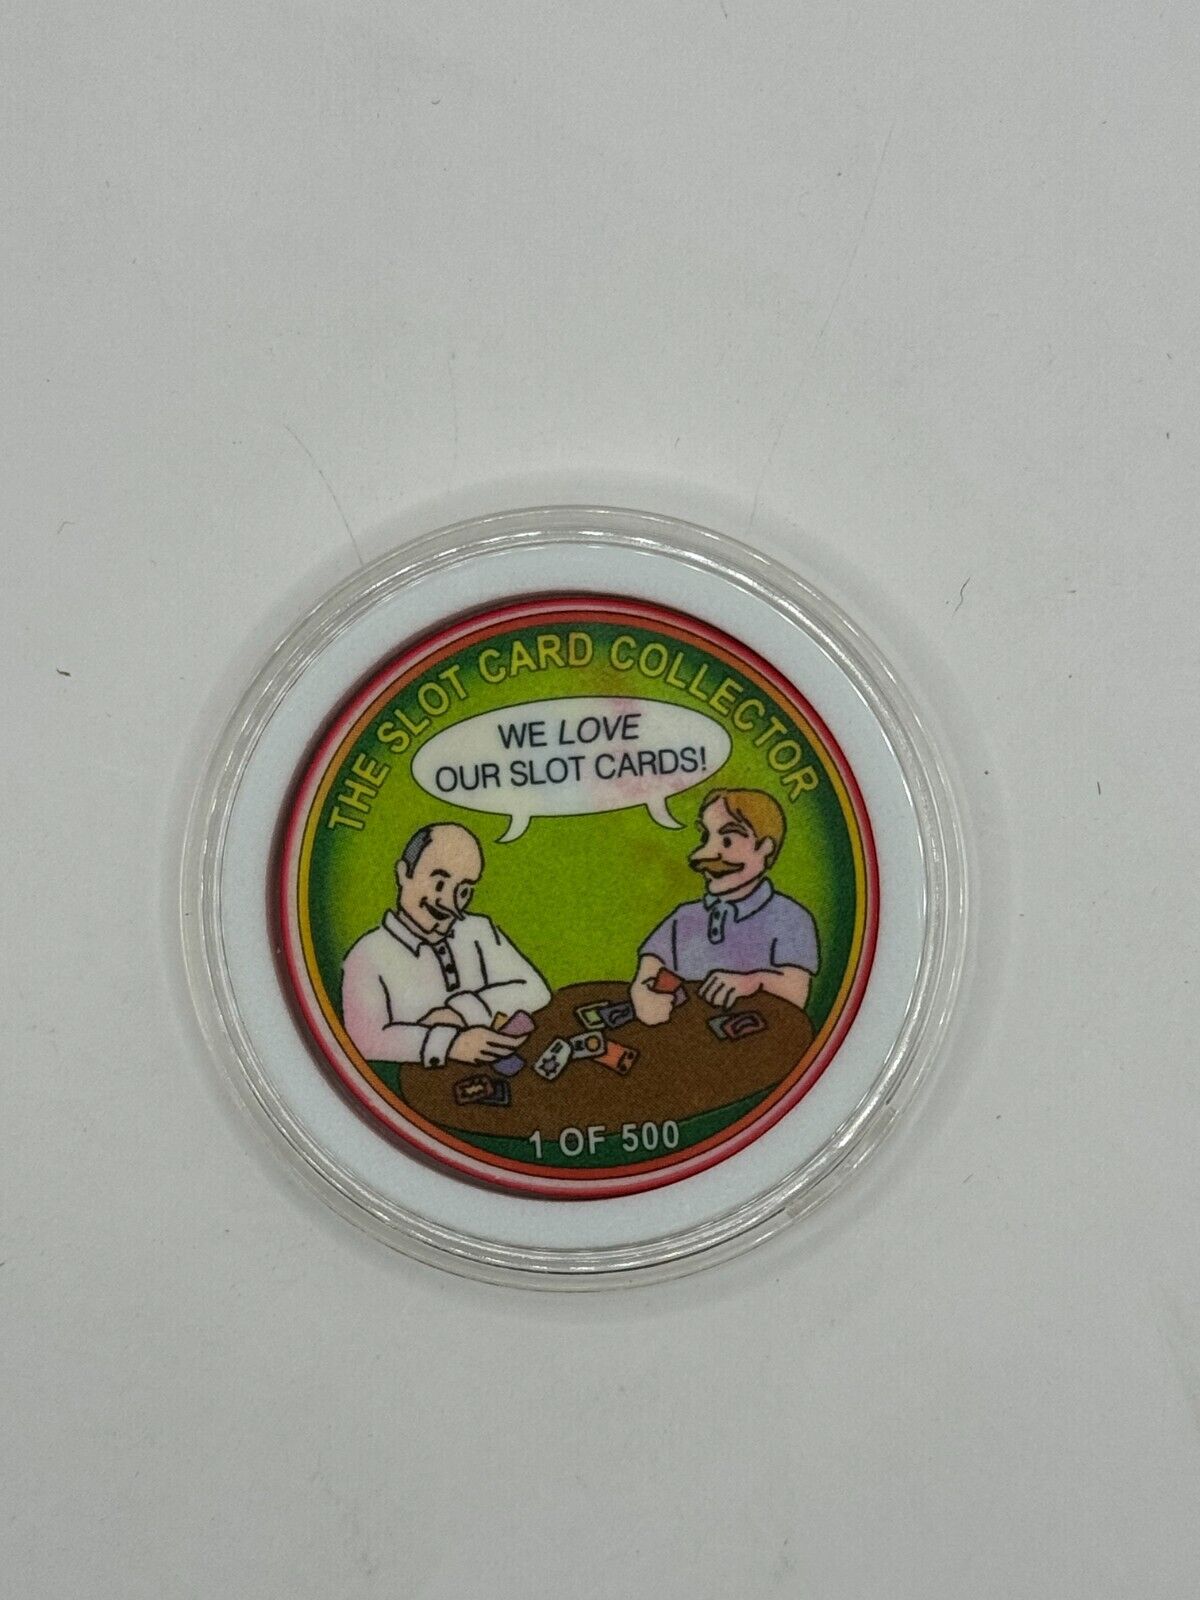 THE SLOT CARD COLLECTOR
WE LOVE
OUR SLOT CARDS!
1 OF 500